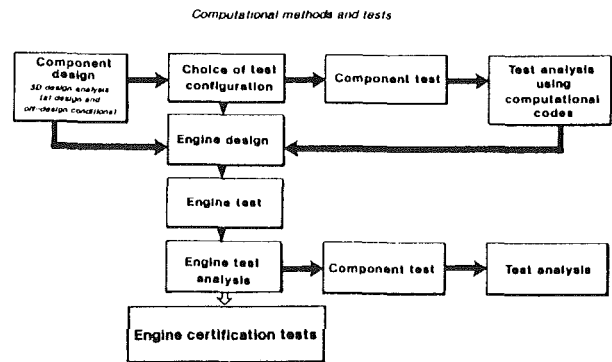 Computational methods and tests
Component
design
3D design analysis
(at design and
off-design conditions)
Choice of test
configuration
Component test
Test analysis
using
computational
codes
Engine design
Engine test
Engine test
analysis
Component test
Test analysis
Engine certification tests